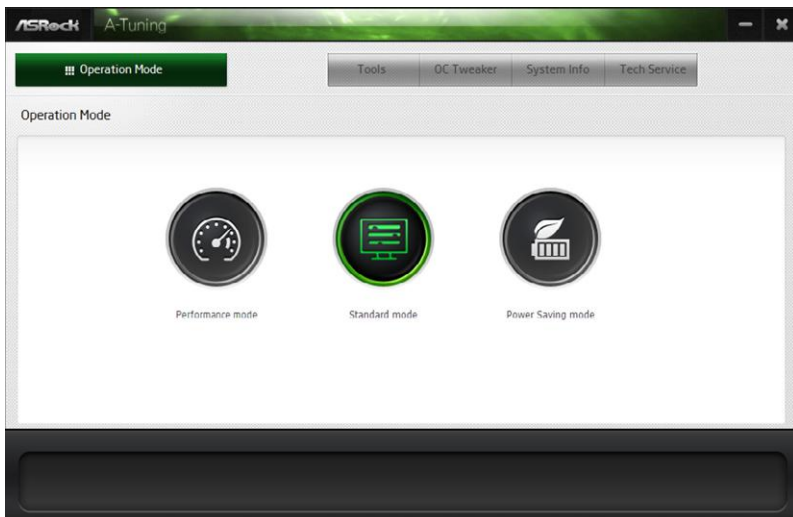 ASRock A-Tuning
Operation Mode Tools OC Tweaker System Info Tech Service
Operation Mode
Performance mode Standard mode Power Saving mode